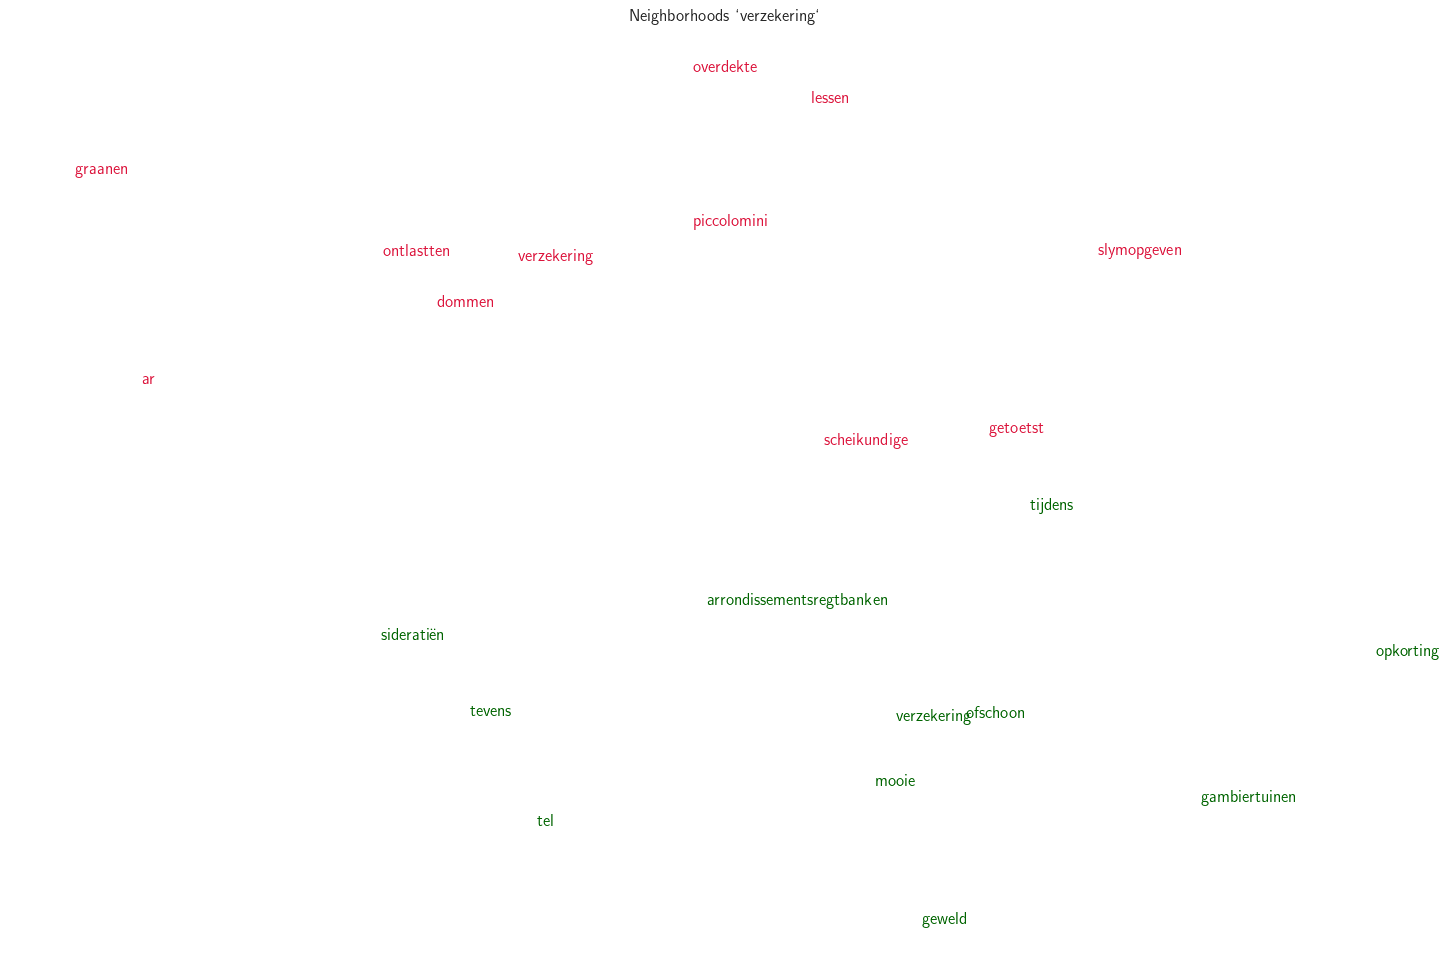 Neighborhoods ‘verzekering‘
overdekte
lessen
graanen
piccolomini
ontlastten
verzekering
slymopgeven
dommen
ar
getoetst
scheikundige
tijdens
arrondissementsregtbanken
sideratiën
opkorting
tevens
verzekering
ofschoon
mooie
gambiertuinen
tel
geweld